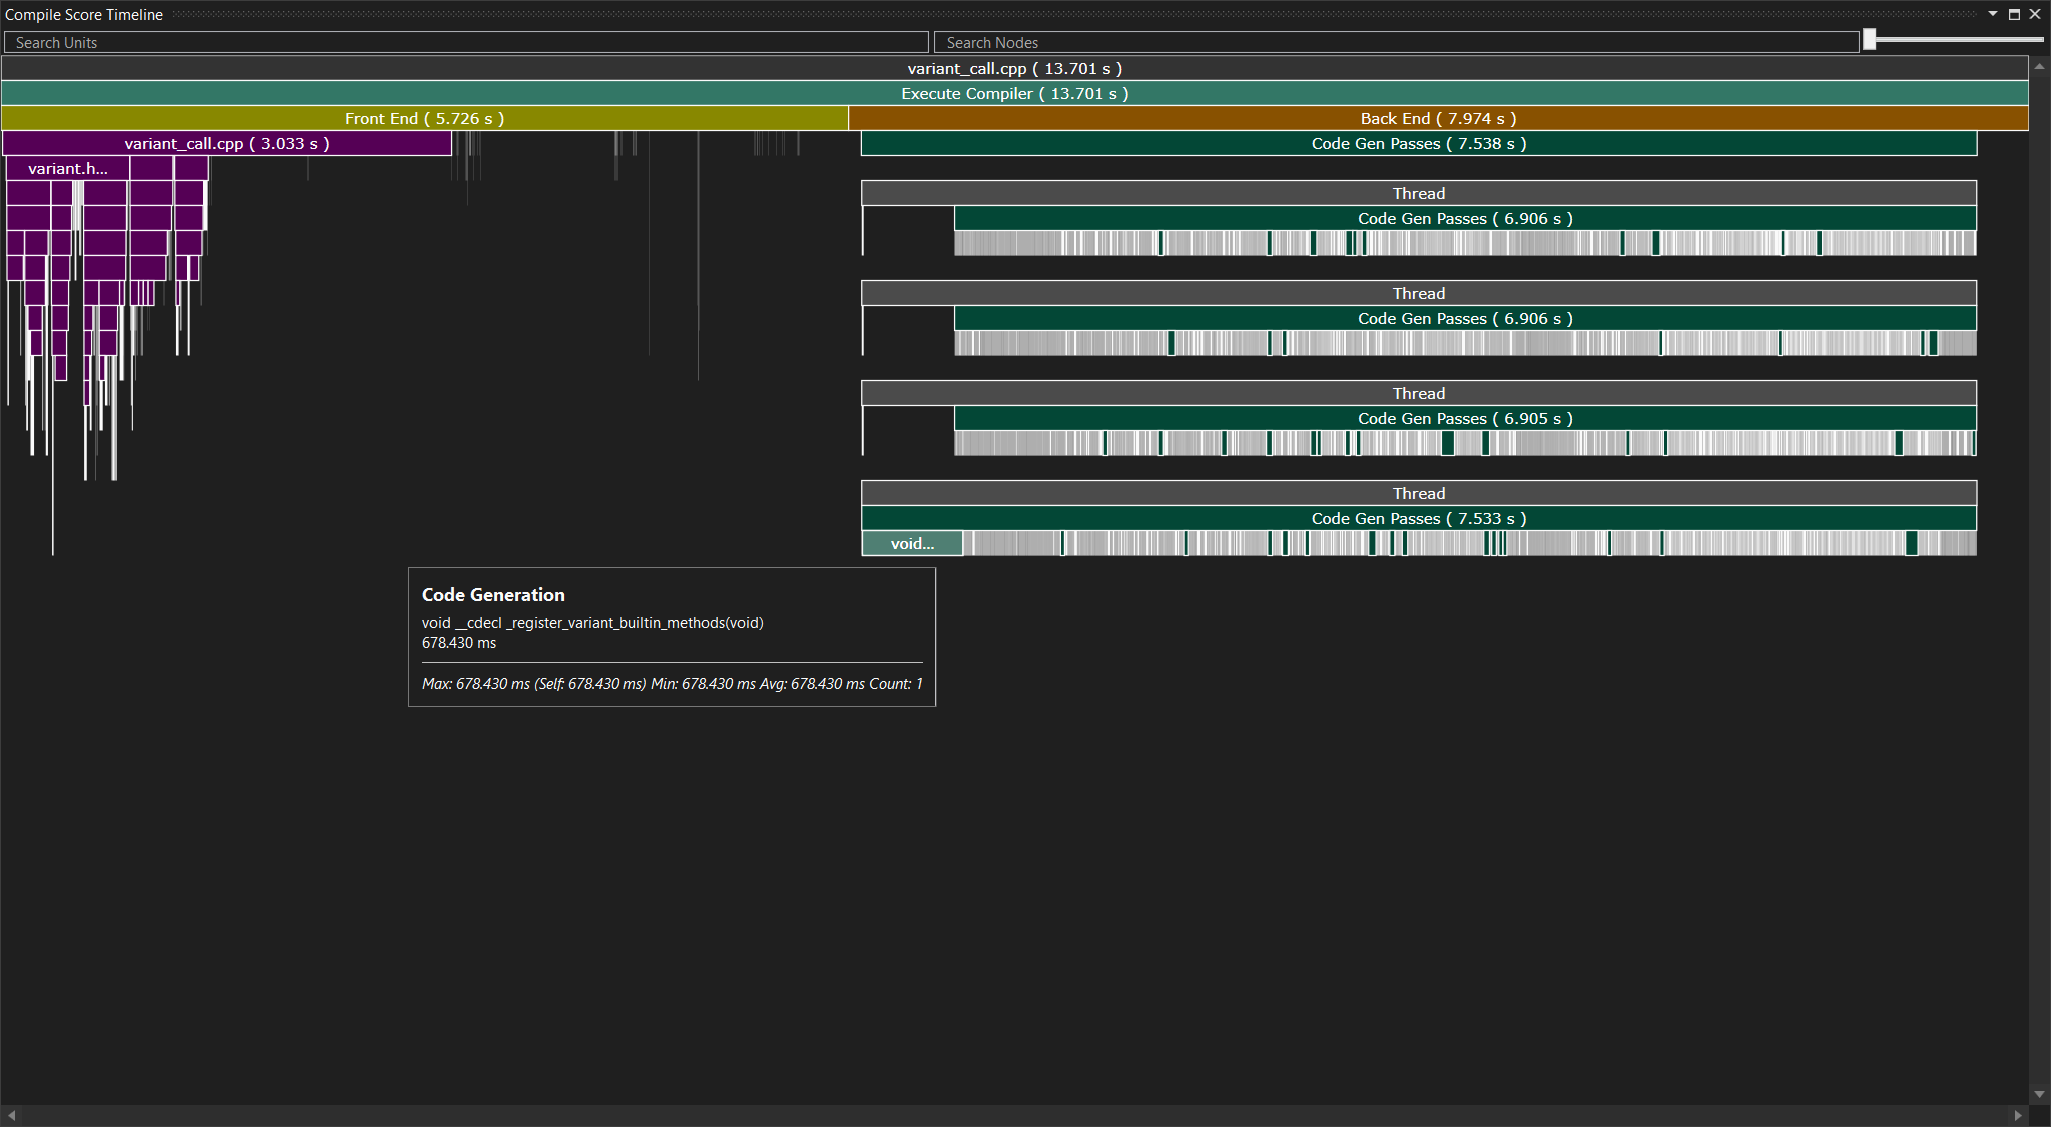 Compile Score Timeline
Search Units
Search Nodes
variant_call.cpp ( 13.701 s )
Execute Compiler ( 13.701 s )
Front End ( 5.726 s )
Back End ( 7.974 s )
variant_call.cpp ( 3.033 s )
Code Gen Passes ( 7.538 s )
variant.h...
Thread
Code Gen Passes ( 6.906 s )
Thread
Code Gen Passes ( 6.906 s )
Thread
Code Gen Passes ( 6.905 s )
Thread
Code Gen Passes ( 7.533 s )
void...
Code Generation
void __cdecl _register_variant_builtin_methods(void)
678.430 ms
Max: 678.430 ms (Self: 678.430 ms) Min: 678.430 ms Avg: 678.430 ms Count: 1